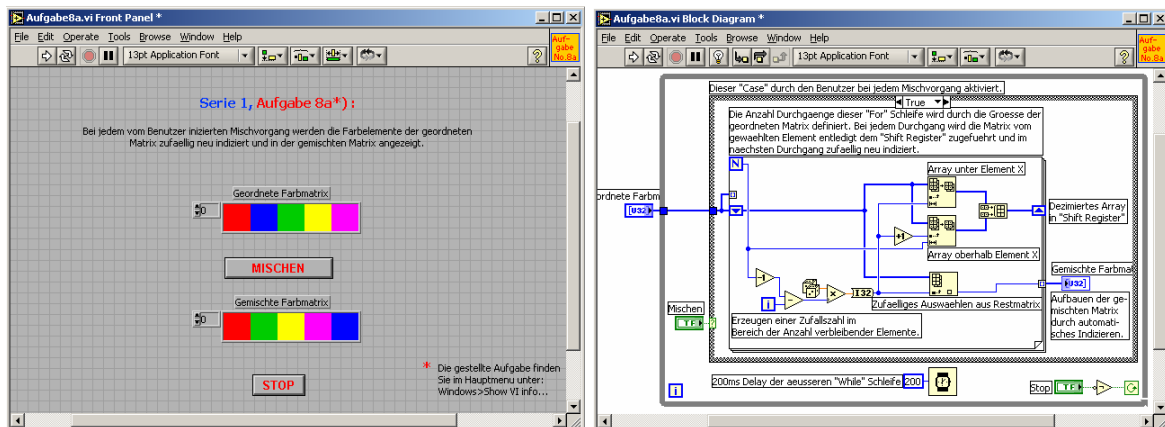 Aufgabe8a.vi Front Panel *
File Edit Operate Tools Browse Window Help
13pt Application Font
?
Auf-
gabe
No.8a
Serie 1, Aufgabe 8a*) :
Bei jedem vom Benutzer inizierten Mischvorgang werden die Farbelemente der geordneten
Matrix zufaellig neu indiziert und in der gemischten Matrix angezeigt.
Geordnete Farbmatrix
0
MISCHEN
Gemischte Farbmatrix
0
STOP
* Die gestellte Aufgabe finden
Sie im Hauptmenu unter:
Windows>Show VI info...
Aufgabe8a.vi Block Diagram *
File Edit Operate Tools Browse Window Help
13pt Application Font
?
Auf-
gabe
No.8a
Dieser "Case" durch den Benutzer bei jedem Mischvorgang aktiviert.
True
Die Anzahl Durchgaenge dieser "For" Schleife wird durch die Groesse der
geordneten Matrix definiert. Bei jedem Durchgang wird die Matrix vom
gewaehlten Element entledigt dem "Shift Register" zugefuehrt und im
naechsten Durchgang zufaellig neu indiziert.
N
Array unter Element X
ordnete Farbm
[U32]
Dezimiertes Array
in "Shift Register"
+1
Array oberhalb Element X
-1
Gemischte Farbmat
[U32]
i
-
x
I32
Zufaelliges Auswaehlen aus Restmatrix
Mischen
TF
?
Erzeugen einer Zufallszahl im
Bereich der Anzahl verbleibender Elemente.
Aufbauen der ge-
mischten Matrix
durch automati-
sches Indizieren.
200ms Delay der aeusseren "While" Schleife
200
i
Stop
TF